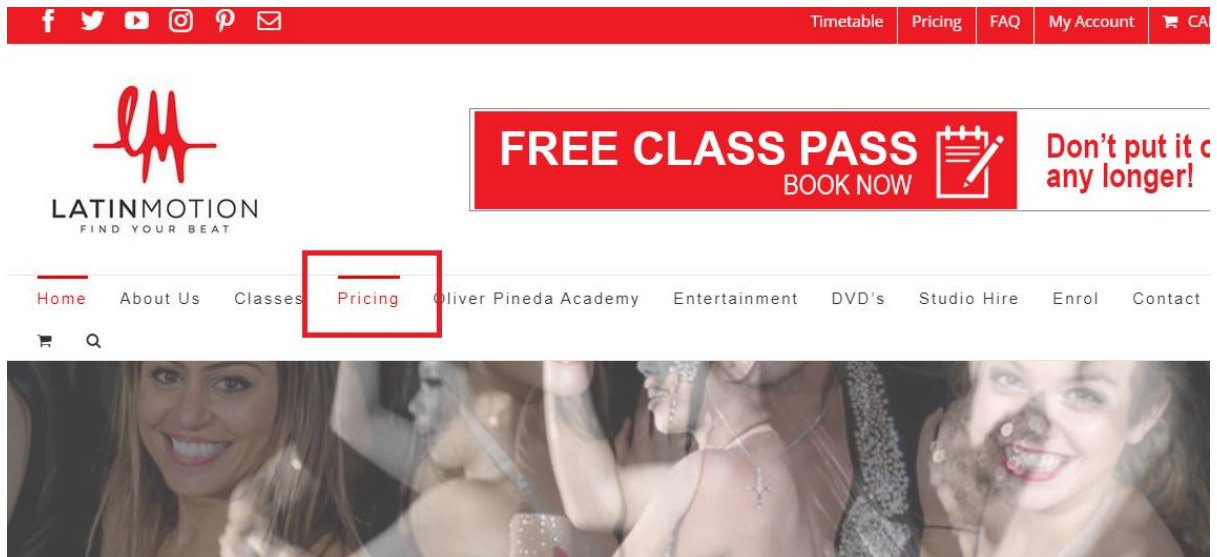 Timetable Pricing FAQ My Account
FREE CLASS PASS
BOOK NOW
Don't put it
any longer!
LM
LATINMOTION
FIND YOUR BEAT
Home About Us Classes Pricing Oliver Pineda Academy Entertainment DVD's Studio Hire Enrol Contact